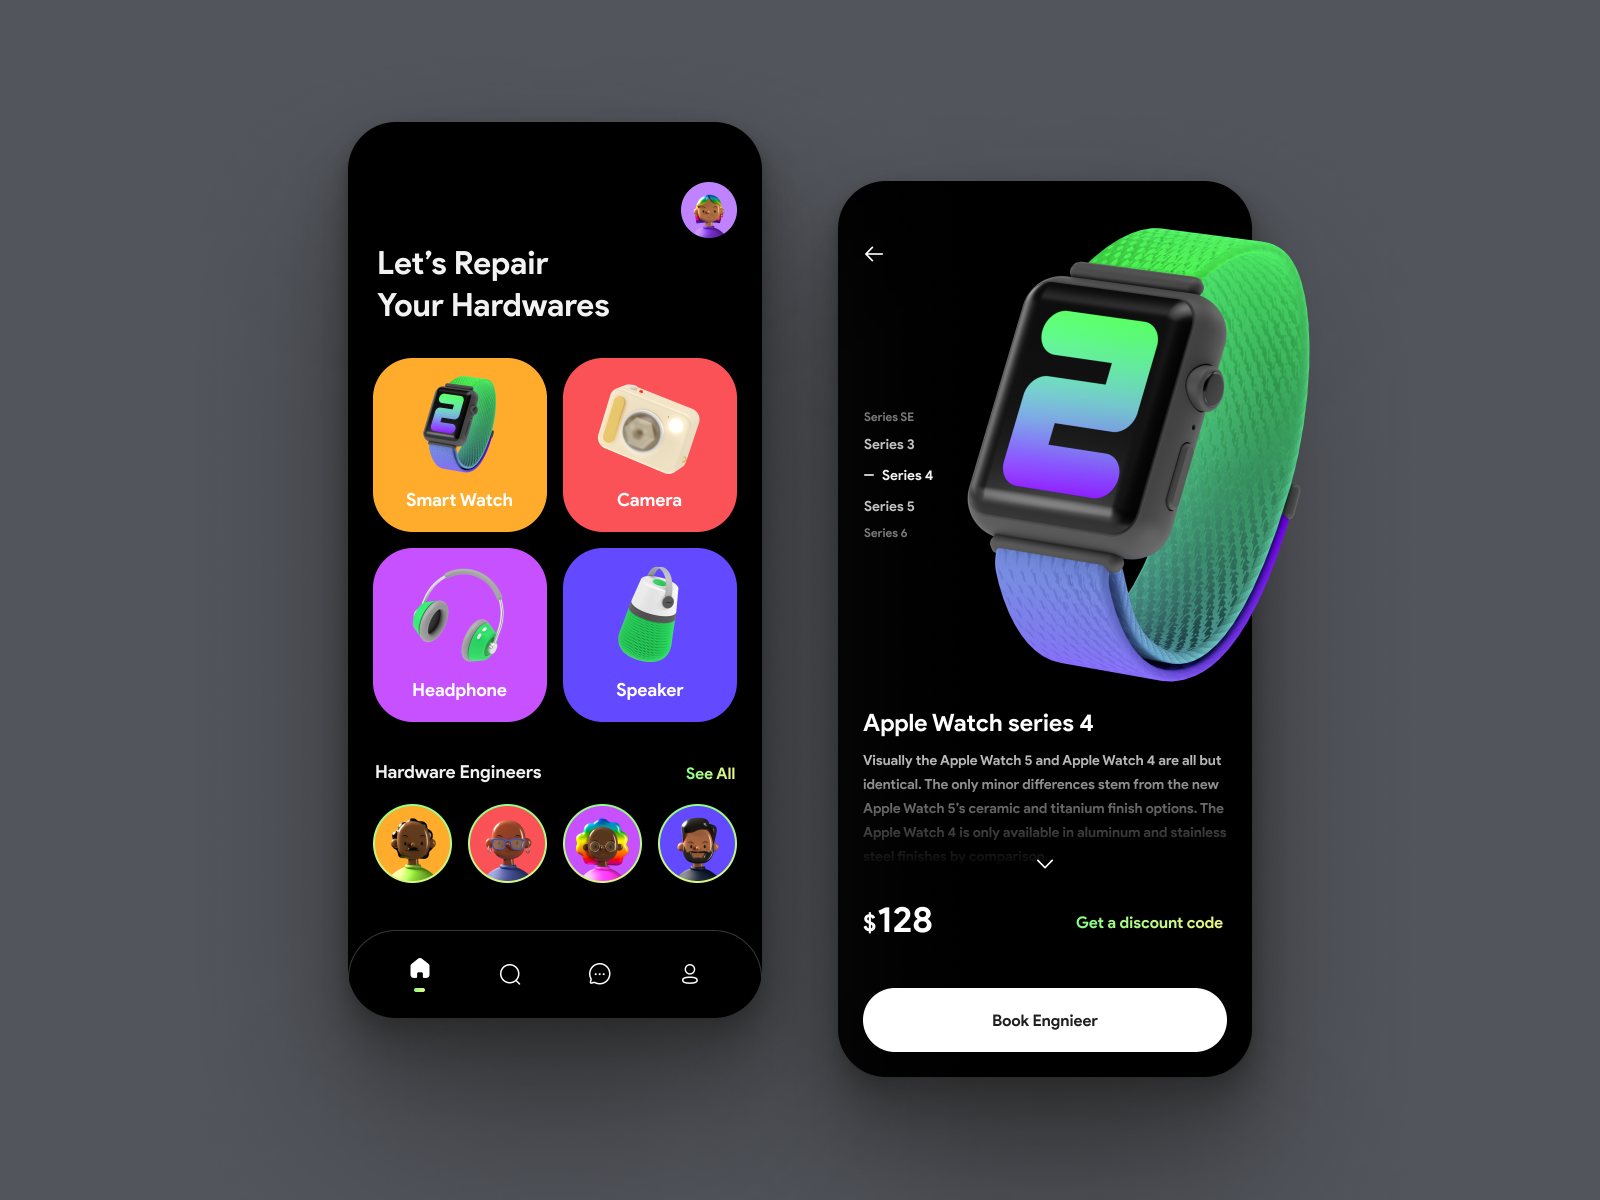 Let's Repair
Your Hardwares
Smart Watch
Camera
Headphone
Speaker
Hardware Engineers
See All
Series SE
Series 3
Series 4
Series 5
Series 6
2
Apple Watch series 4
Visually the Apple Watch 5 and Apple Watch 4 are all but
identical. The only minor differences stem from the new
Apple Watch 5's ceramic and titanium finish options. The
Apple Watch 4 is only available in aluminum and stainless
steel finishes by comparison
$128
Get a discount code
Book Engnieer